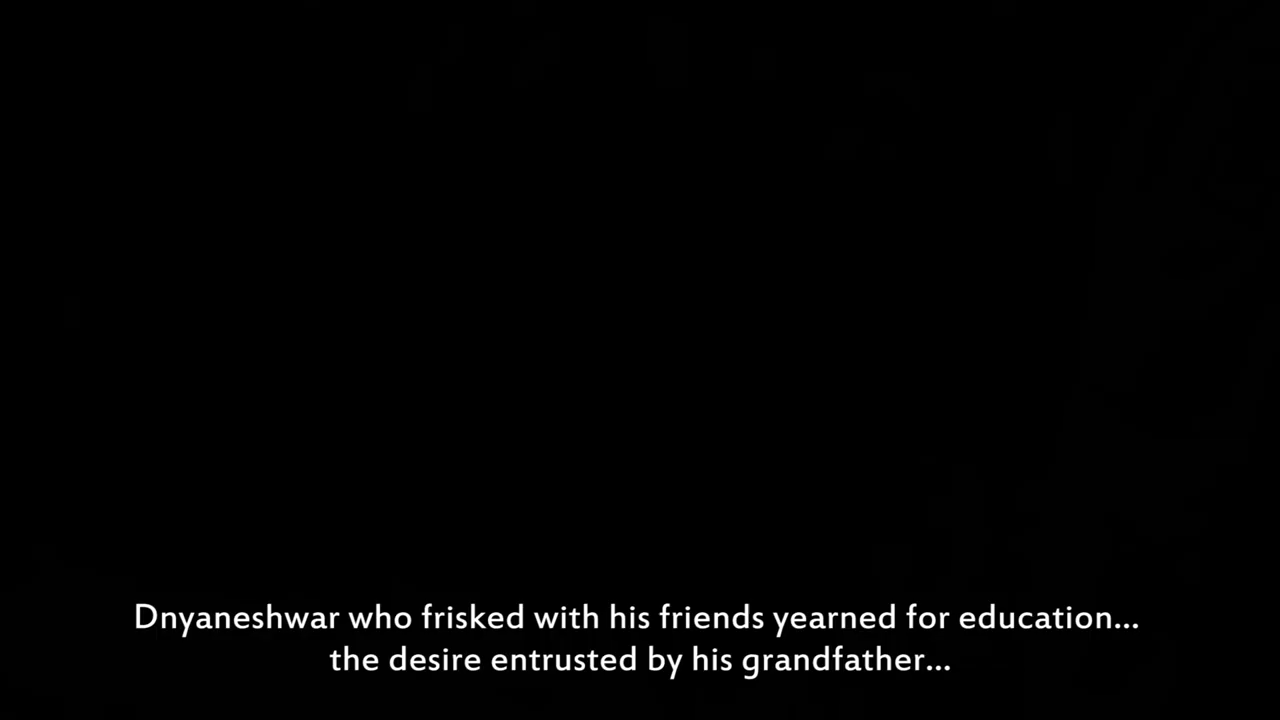 Dnyaneshwar who frisked with his friends yearned for education...
the desire entrusted by his grandfather...